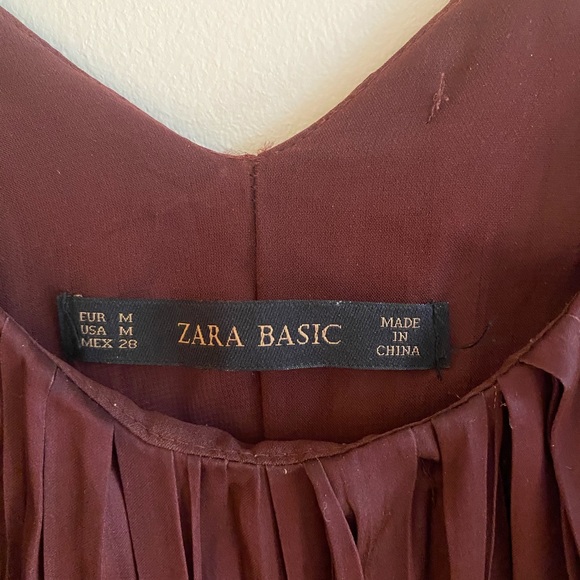 EUR M
USA M
MEX 28
ZARA BASIC
MADE
IN
CHINA